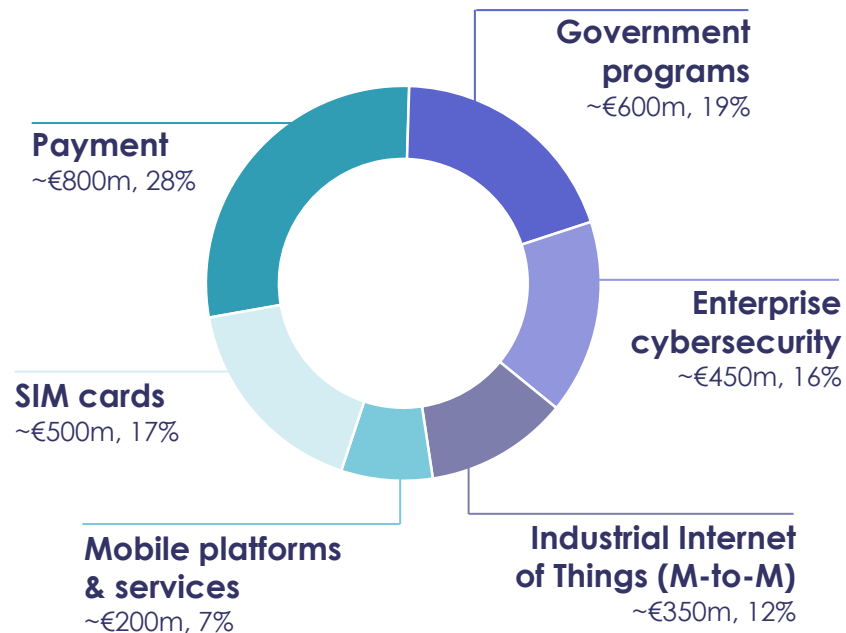 Government
programs
~€600m, 19%
Payment
~€800m, 28%
Enterprise
cybersecurity
~€450m, 16%
SIM cards
~€500m, 17%
Industrial Internet
of Things (M-to-M)
~€350m, 12%
Mobile platforms
& services
~€200m, 7%